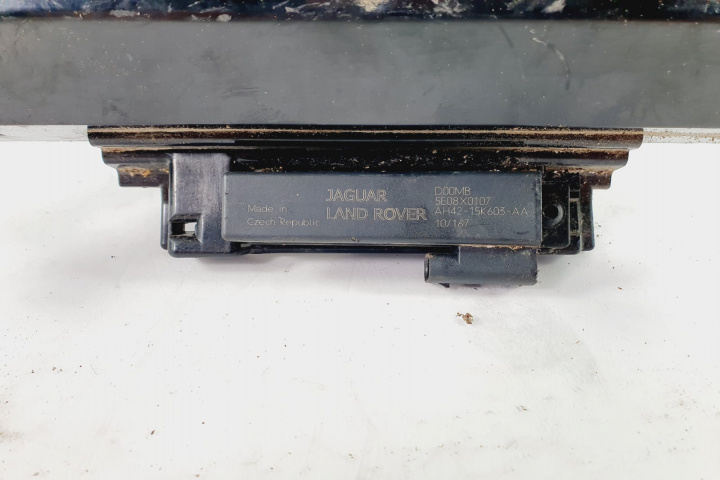 Made in
Czech Republic
JAGUAR
LAND ROVER
D00MB
5E08X0107
AH42-15K603-AA
10/167